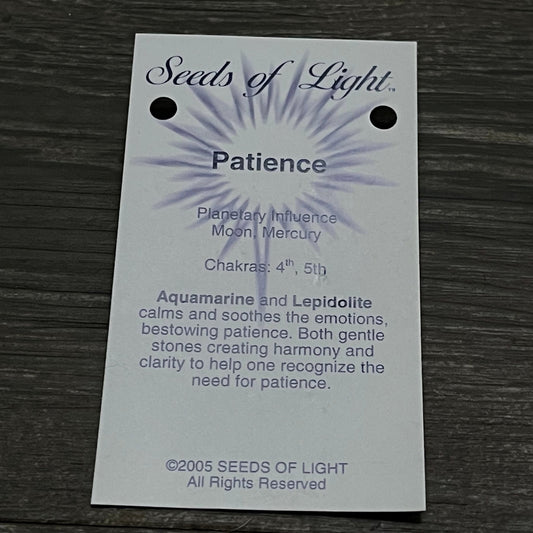 Seeds of Light™
Patience
Planetary Influence
Moon, Mercury
Chakras: 4th, 5th
Aquamarine and Lepidolite
calms and soothes the emotions,
bestowing patience. Both gentle
stones creating harmony and
clarity to help one recognize the
need for patience.
©2005 SEEDS OF LIGHT
All Rights Reserved